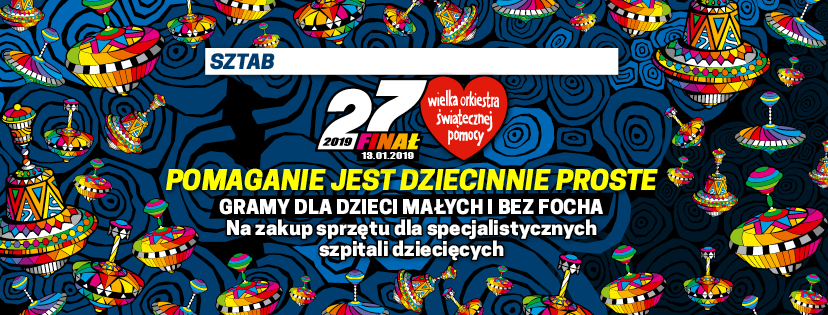 SZTAB
27
2019 FINAŁ
13.01.2019
wielka orkiestra
świątecznej
pomocy
POMAGANIE JEST DZIECINNIE PROSTE
GRAMY DLA DZIECI MAŁYCH I BEZ FOCHA
Na zakup sprzętu dla specjalistycznych
szpitali dziecięcych